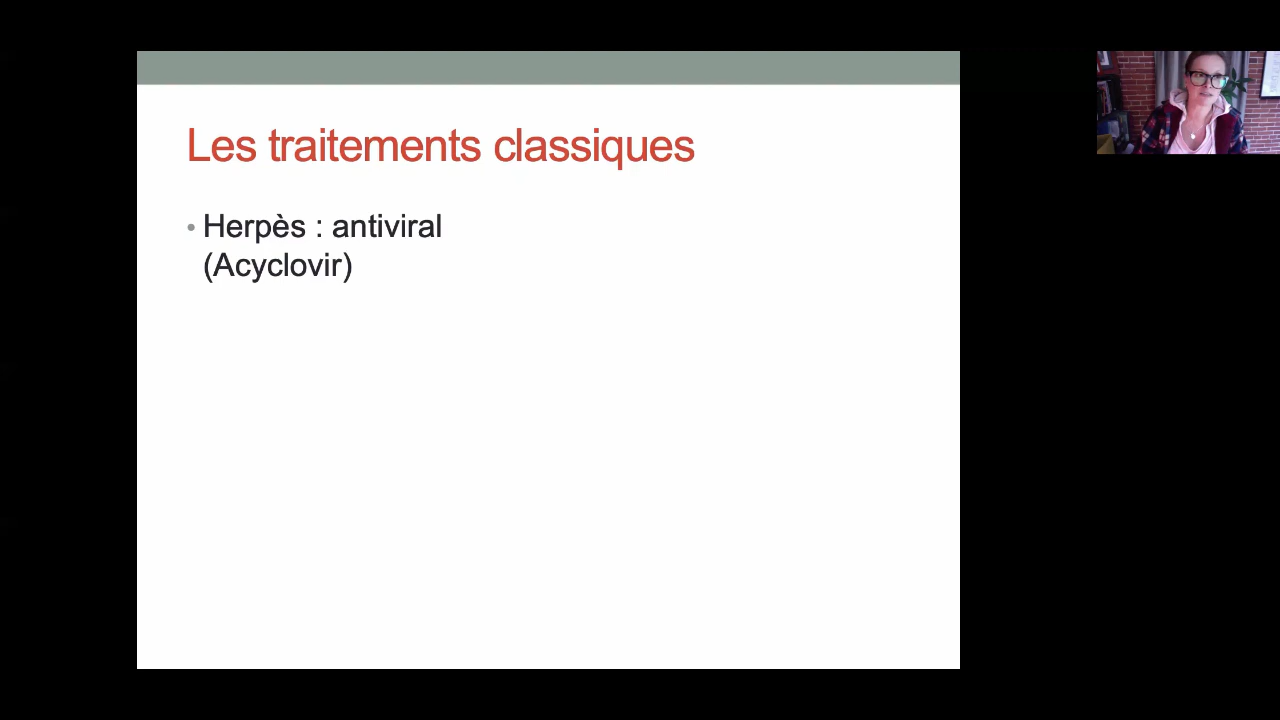 Les traitements classiques
• Herpès : antiviral
(Acyclovir)